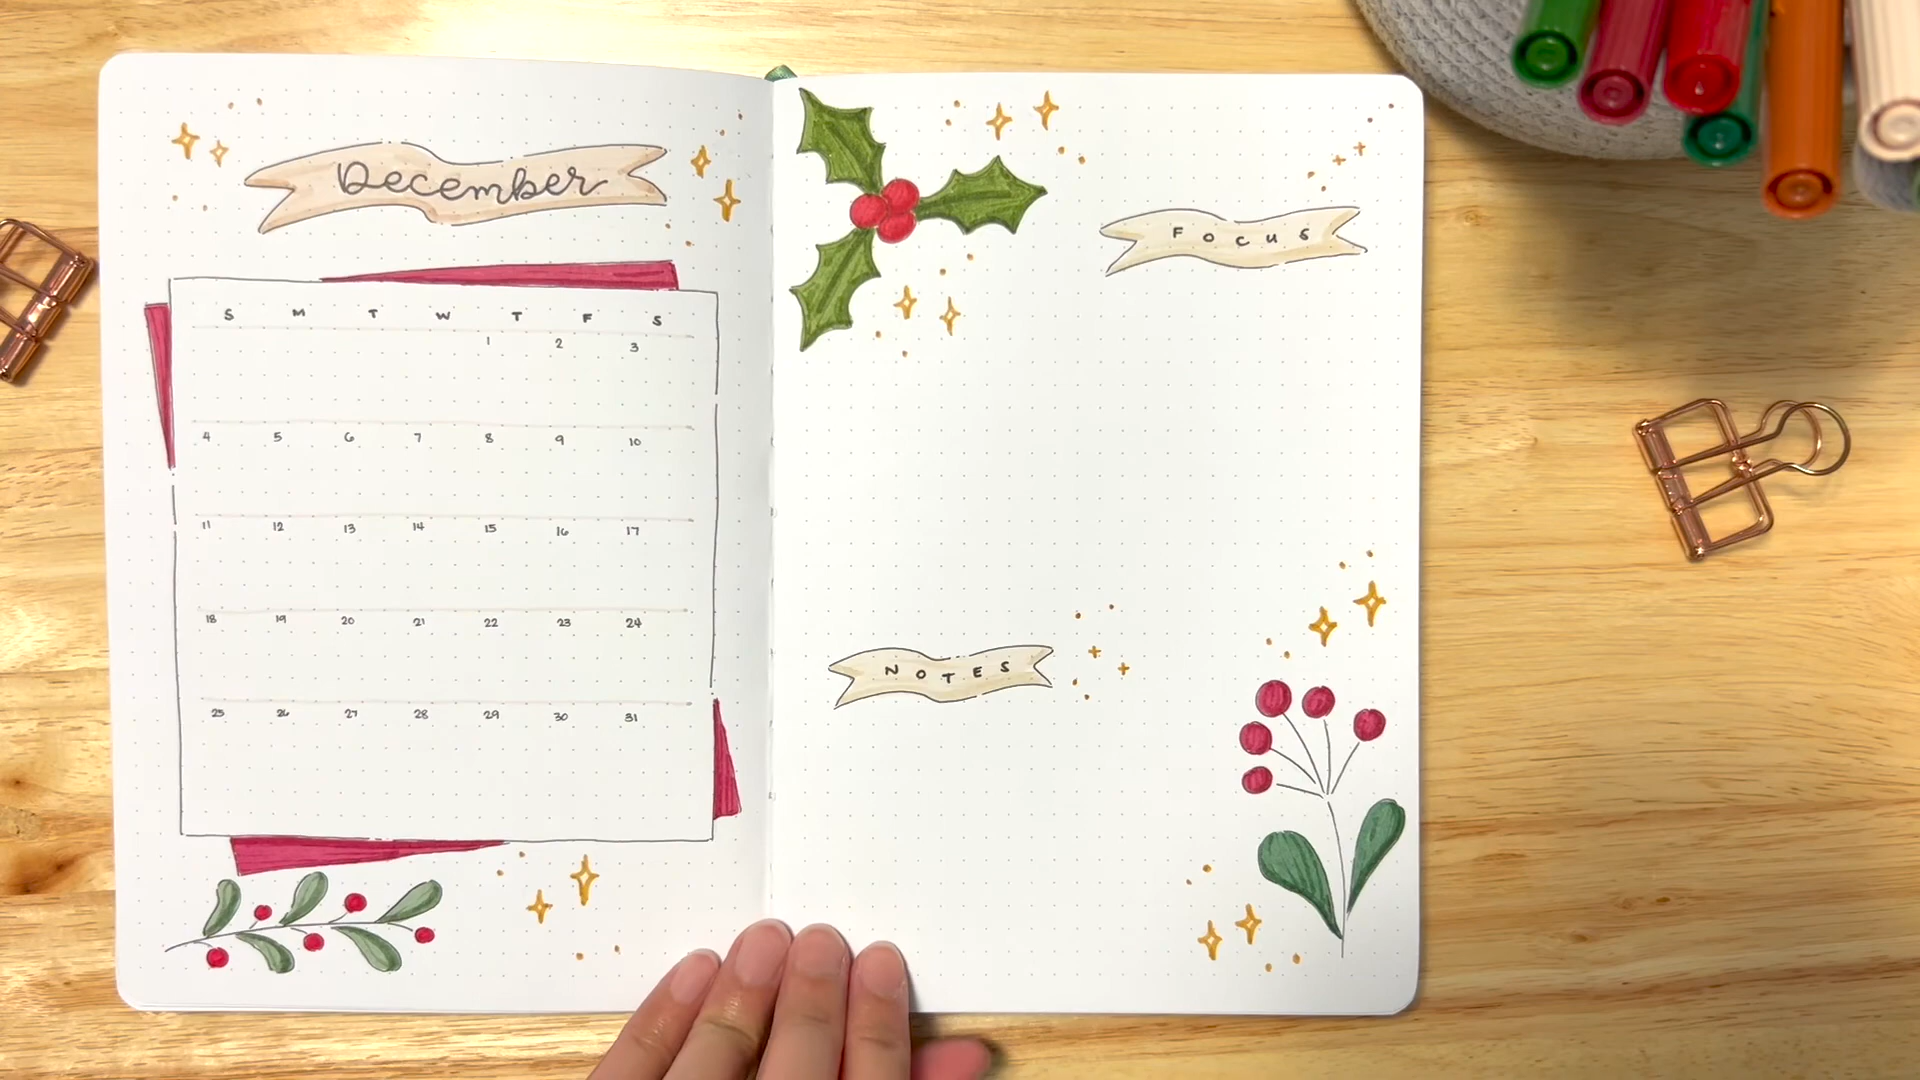 December
S M T W T F S
1 2 3
4 5 6 7 8 9 10
11 12 13 14 15 16 17
18 19 20 21 22 23 24
25 26 27 28 29 30 31
FOCUS
NOTES